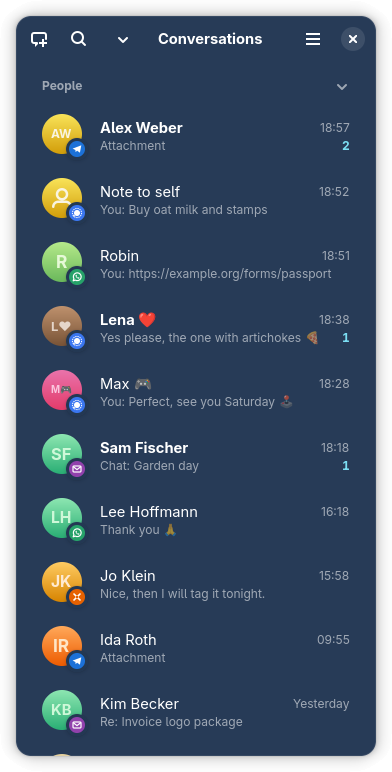 Conversations
People
AW
Alex Weber
18:57
Attachment
2
Note to self
18:52
You: Buy oat milk and stamps
R
Robin
18:51
You: https://example.org/forms/passport
L❤
Lena ❤️
18:38
Yes please, the one with artichokes 🍕
1
M🎮
Max 🎮
18:28
You: Perfect, see you Saturday 🕹️
SF
Sam Fischer
18:18
Chat: Garden day
1
LH
Lee Hoffmann
16:18
Thank you 🙏
JK
Jo Klein
15:58
Nice, then I will tag it tonight.
IR
Ida Roth
09:55
Attachment
KB
Kim Becker
Yesterday
Re: Invoice logo package